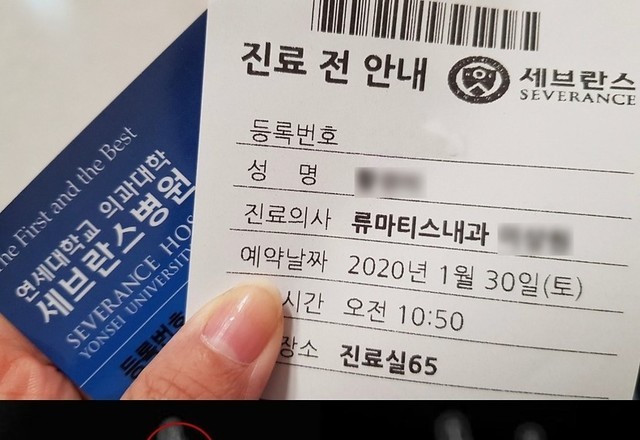 진료 전 안내
세브란스
SEVERANCE
등록번호
성 명
진료의사 류마티스내과
예약날짜 2020년 1월 30일(토)
시간 오전 10:50
장소 진료실65
The First and the Best
연세대학교 의과대학
세브란스병원
SEVERANCE HOS
YONSEI UNIVERSITY
등록번호